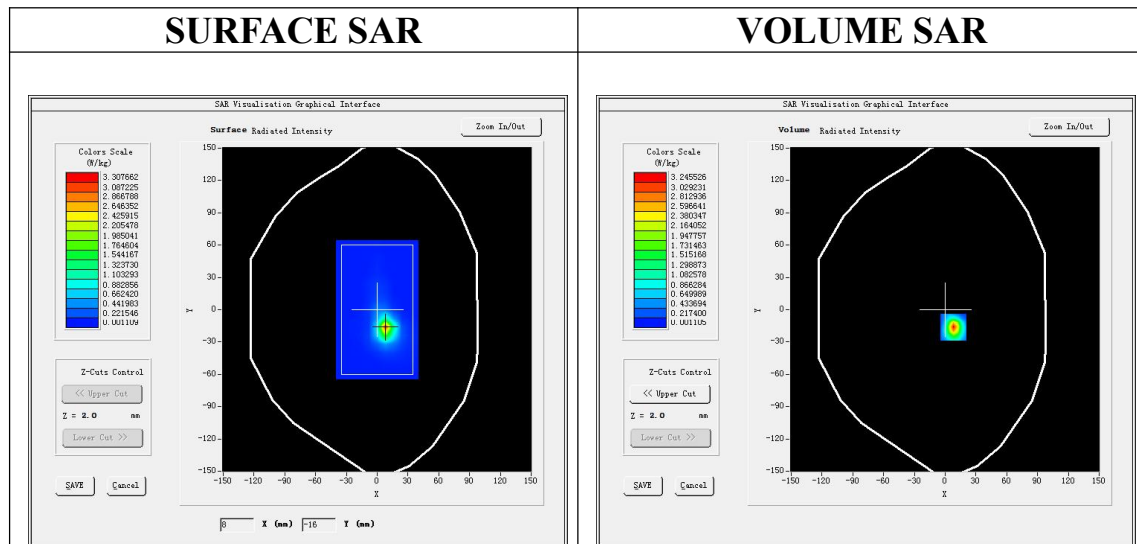 SURFACE SAR
VOLUME SAR
SAR Visualisation Graphical Interface
Surface Radiated Intensity
Zoom In/Out
Colors Scale
(W/kg)
3.307662
3.087225
2.866788
2.646352
2.425915
2.205478
1.985041
1.764604
1.544167
1.323730
1.103293
0.882856
0.662420
0.441983
0.221546
0.001109
150
120
90
60
30
0
-30
-60
-90
-120
-150
Y
-150 -120 -90 -60 -30 0 30 60 90 120 150
X
Z-Cuts Control
<< Upper Cut
Z = 2.0 mm
Lower Cut >>
SAVE
Cancel
8 X (mm) -16 Y (mm)
SAR Visualisation Graphical Interface
Volume Radiated Intensity
Zoom In/Out
Colors Scale
(W/kg)
3.245526
3.029231
2.812936
2.596641
2.380347
2.164052
1.947757
1.731463
1.515168
1.298873
1.082578
0.866284
0.649989
0.433694
0.217400
0.001105
150
120
90
60
30
0
-30
-60
-90
-120
-150
Y
-150 -120 -90 -60 -30 0 30 60 90 120 150
X
Z-Cuts Control
<< Upper Cut
Z = 2.0 mm
Lower Cut >>
SAVE
Cancel